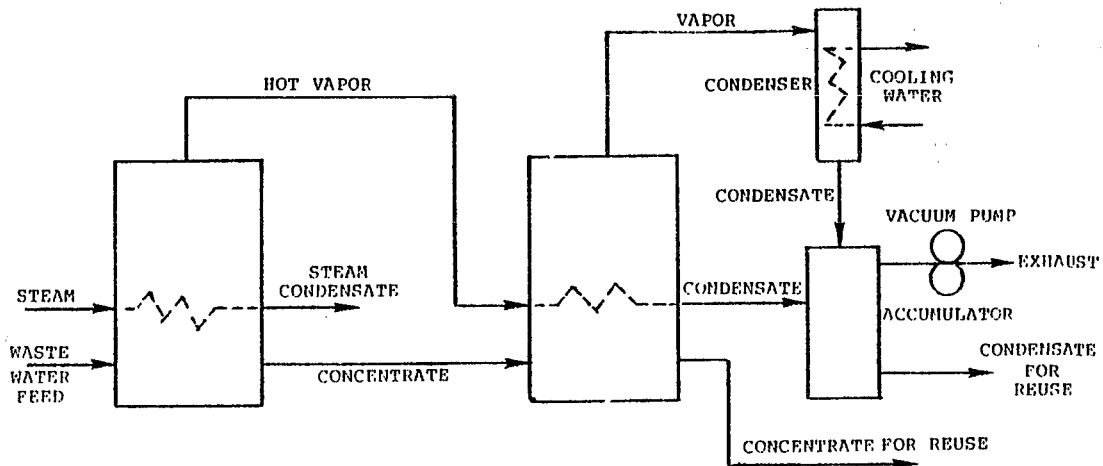 VAPOR
HOT VAPOR
CONDENSER
COOLING
WATER
CONDENSATE
VACUUM PUMP
EXHAUST
STEAM
CONDENSATE
STEAM
CONDENSATE
ACCUMULATOR
WASTE
WATER
FEED
CONCENTRATE
CONDENSATE
FOR
REUSE
CONCENTRATE FOR REUSE